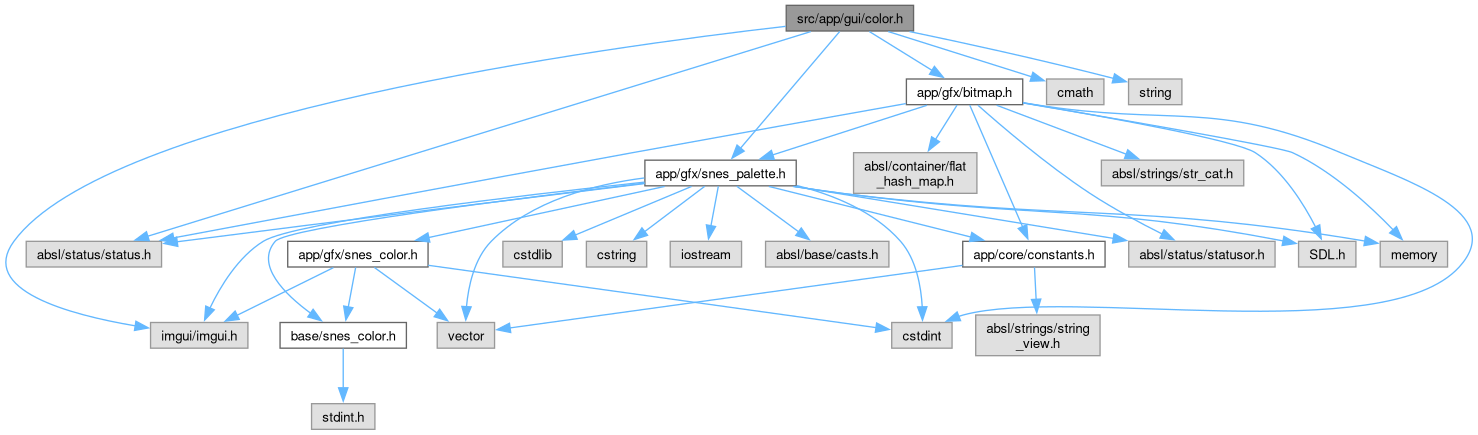 src/app/gui/color.h
app/gfx/bitmap.h
cmath
string
app/gfx/snes_palette.h
absl/container/flat
_hash_map.h
absl/strings/str_cat.h
absl/status/status.h
app/gfx/snes_color.h
cstdlib
cstring
iostream
absl/base/casts.h
app/core/constants.h
absl/status/statusor.h
SDL.h
memory
imgui/imgui.h
base/snes_color.h
vector
cstdint
absl/strings/string
_view.h
stdint.h